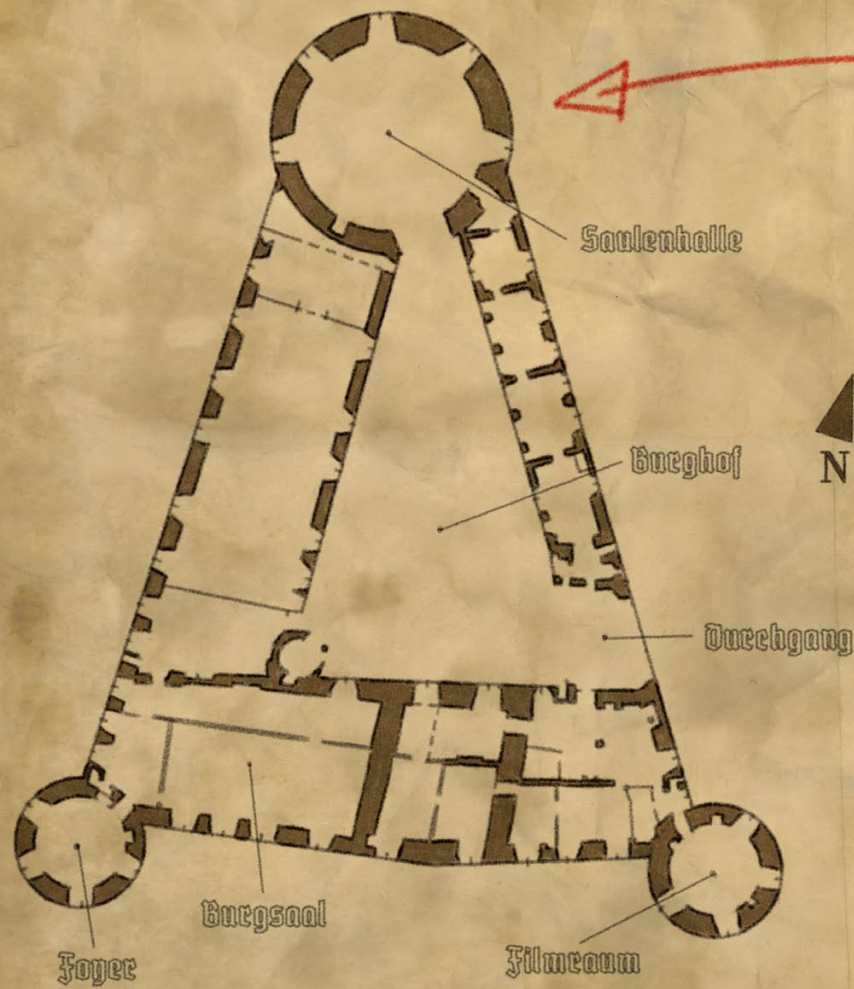 Saulenhalle
Burghof
N
Durchgang
Burgsaal
Filmraum
Foyer